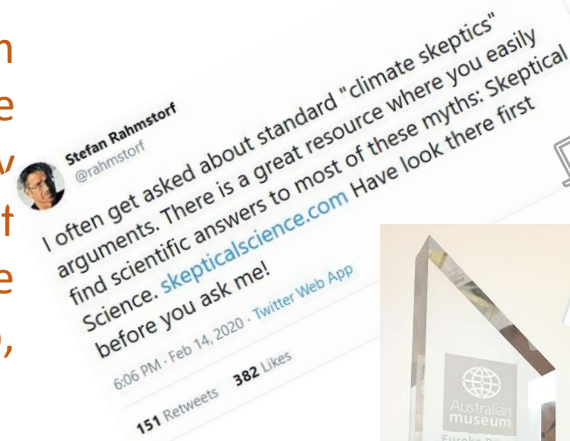 Stefan Rahmstorf
@rahmstorf
I often get asked about standard "climate skeptics"
arguments. There is a great resource where you easily
find scientific answers to most of these myths: Skeptical
Science. skepticalscience.com Have look there first
before you ask me!
6:06 PM · Feb 14, 2020 · Twitter Web App
151 Retweets 382 Likes
Australian
museum